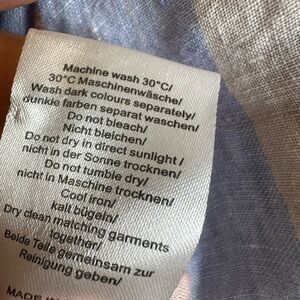 Machine wash 30°C/
30°C Maschinenwäsche/
Wash dark colours separately/
dunkle farben separat waschen/
Do not bleach/
Nicht bleichen/
Do not dry in direct sunlight /
nicht in der Sonne trocknen/
Do not tumble dry/
nicht in Maschine trocknen/
Cool iron/
kalt bügeln/
Dry clean matching garments
together/
Beide Teile gemeinsam zur
Reinigung geben/
MADE IN